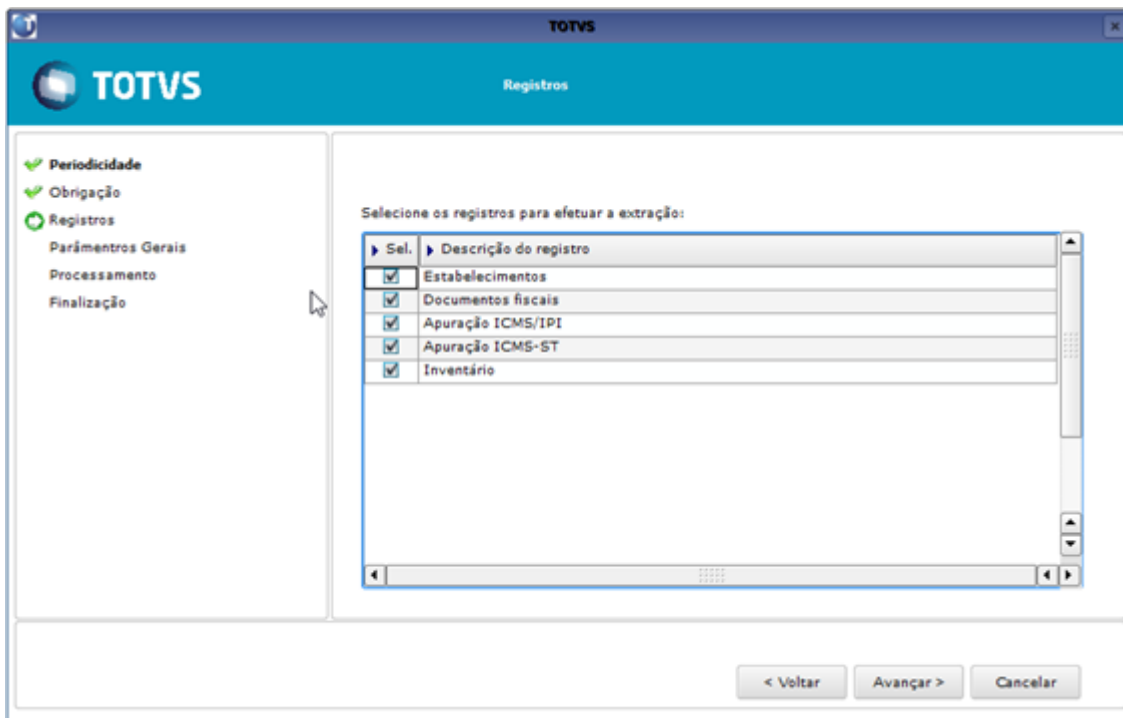 TOTVS
TOTVS
Registros
Periodicidade
Obrigação
Registros
Parâmentros Gerais
Processamento
Finalização
Selecione os registros para efetuar a extração:
Sel. Descrição do registro
Estabelecimentos
Documentos fiscais
Apuração ICMS/IPI
Apuração ICMS-ST
Inventário
< Voltar Avançar > Cancelar